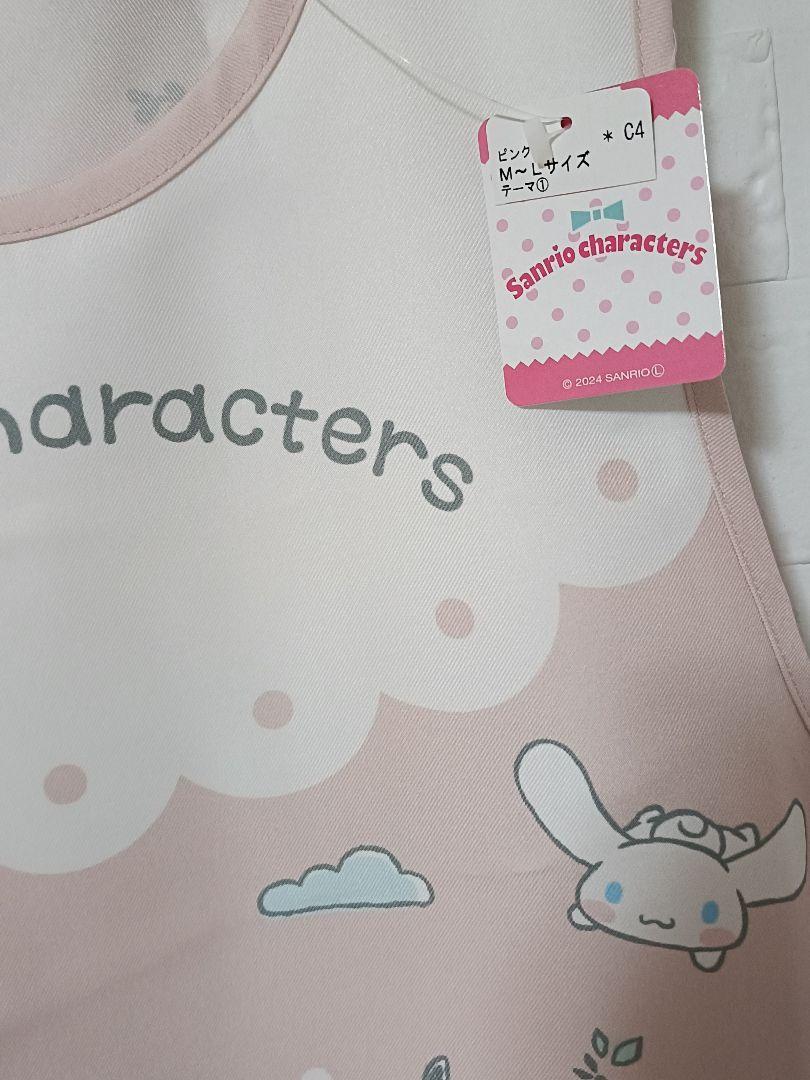 ピンク
* C4
M～Lサイズ
テーマ①
Sanrio characters
© 2024 SANRIO Ⓛ
haracters